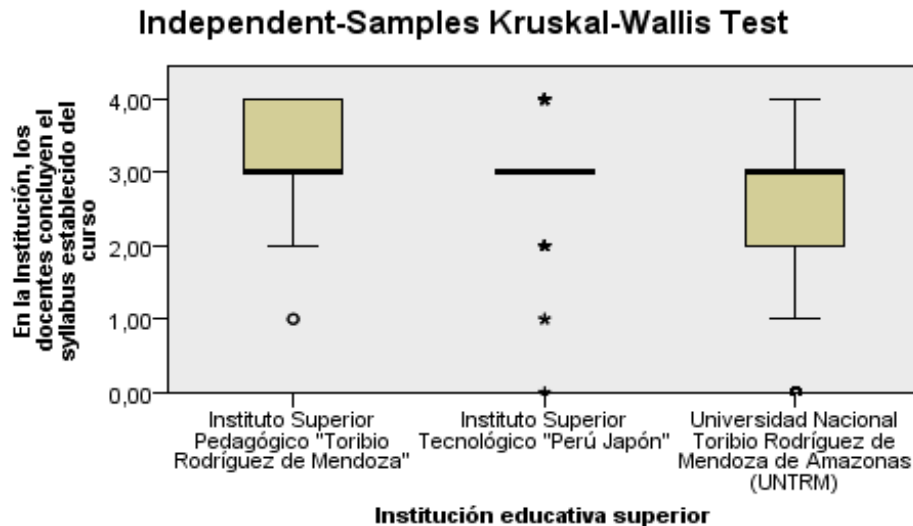 Independent-Samples Kruskal-Wallis Test
En la Institución, los
docentes concluyen el
syllabus establecido del
curso
4,00
3,00
2,00
1,00
0,00
Instituto Superior
Pedagógico "Toribio
Rodríguez de Mendoza"
Instituto Superior
Tecnológico "Perú Japón"
Universidad Nacional
Toribio Rodríguez de
Mendoza de Amazonas
(UNTRM)
Institución educativa superior